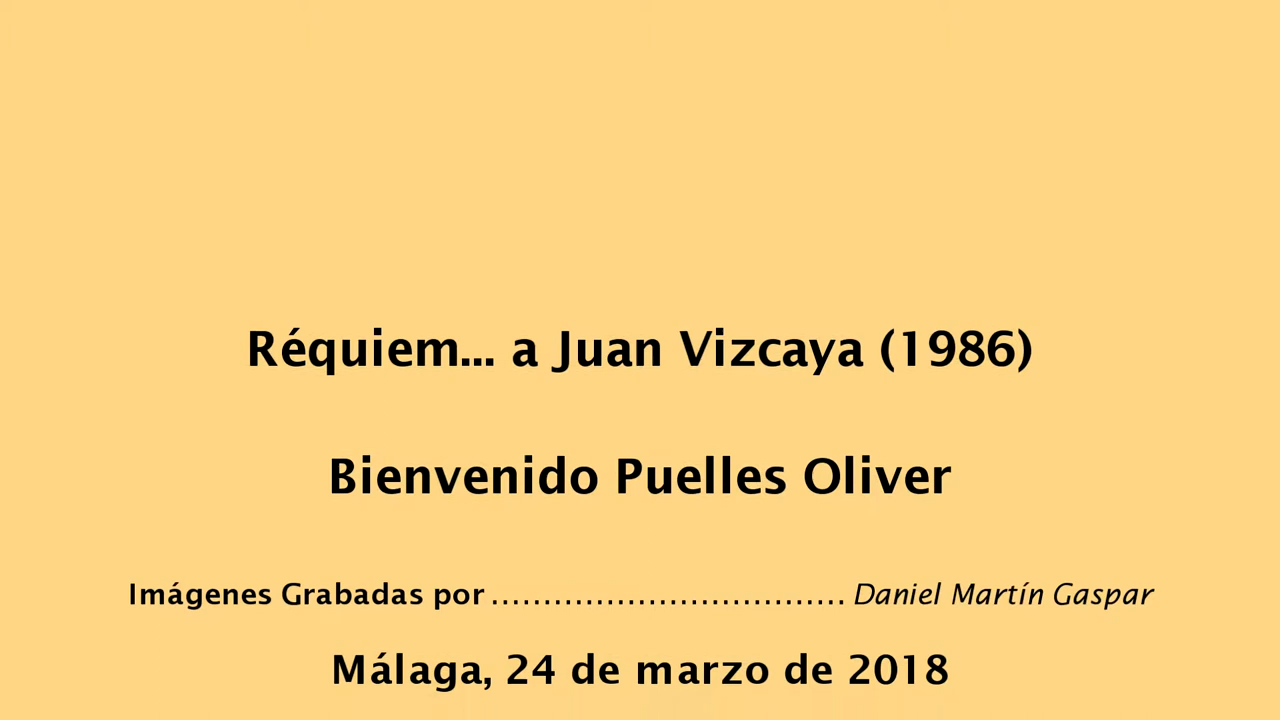 Réquiem... a Juan Vizcaya (1986)
Bienvenido Puelles Oliver
Imágenes Grabadas por .................................. Daniel Martín Gaspar
Málaga, 24 de marzo de 2018